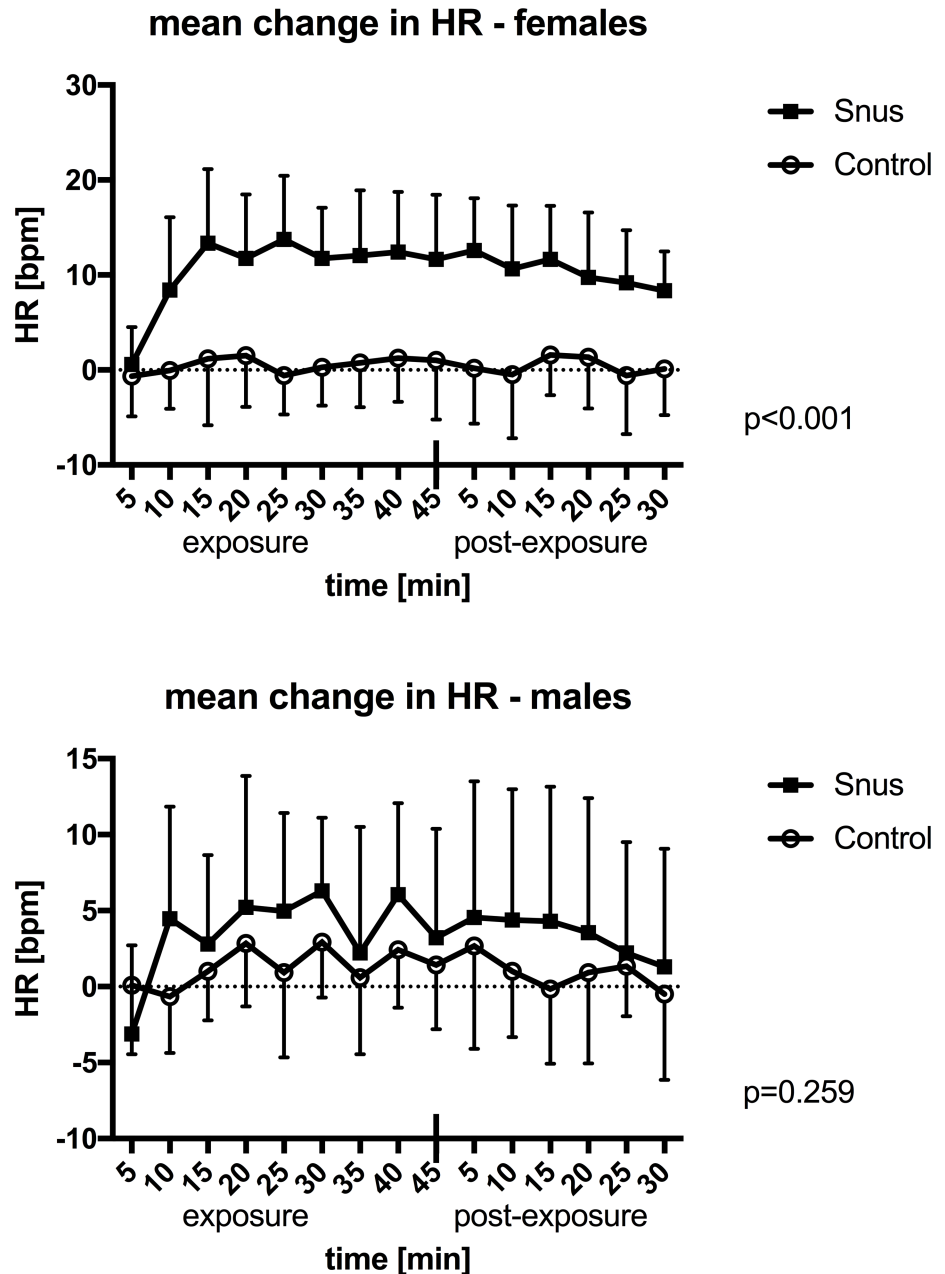 mean change in HR - females
30
20
10
0
-10
HR [bpm]
Snus
Control
p<0.001
5 10 15 20 25 30 35 40 45 5 10 15 20 25 30
exposure post-exposure
time [min]
mean change in HR - males
15
10
5
0
-5
-10
HR [bpm]
Snus
Control
p=0.259
5 10 15 20 25 30 35 40 45 5 10 15 20 25 30
exposure post-exposure
time [min]